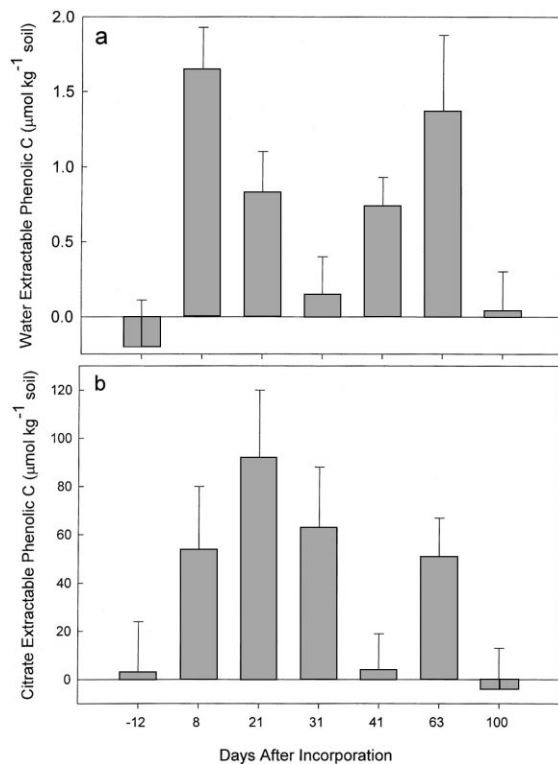 a
Water Extractable Phenolic C (μmol kg⁻¹ soil)
2.0
1.5
1.0
0.5
0.0
b
Citrate Extractable Phenolic C (μmol kg⁻¹ soil)
120
100
80
60
40
20
0
-12 8 21 31 41 63 100
Days After Incorporation